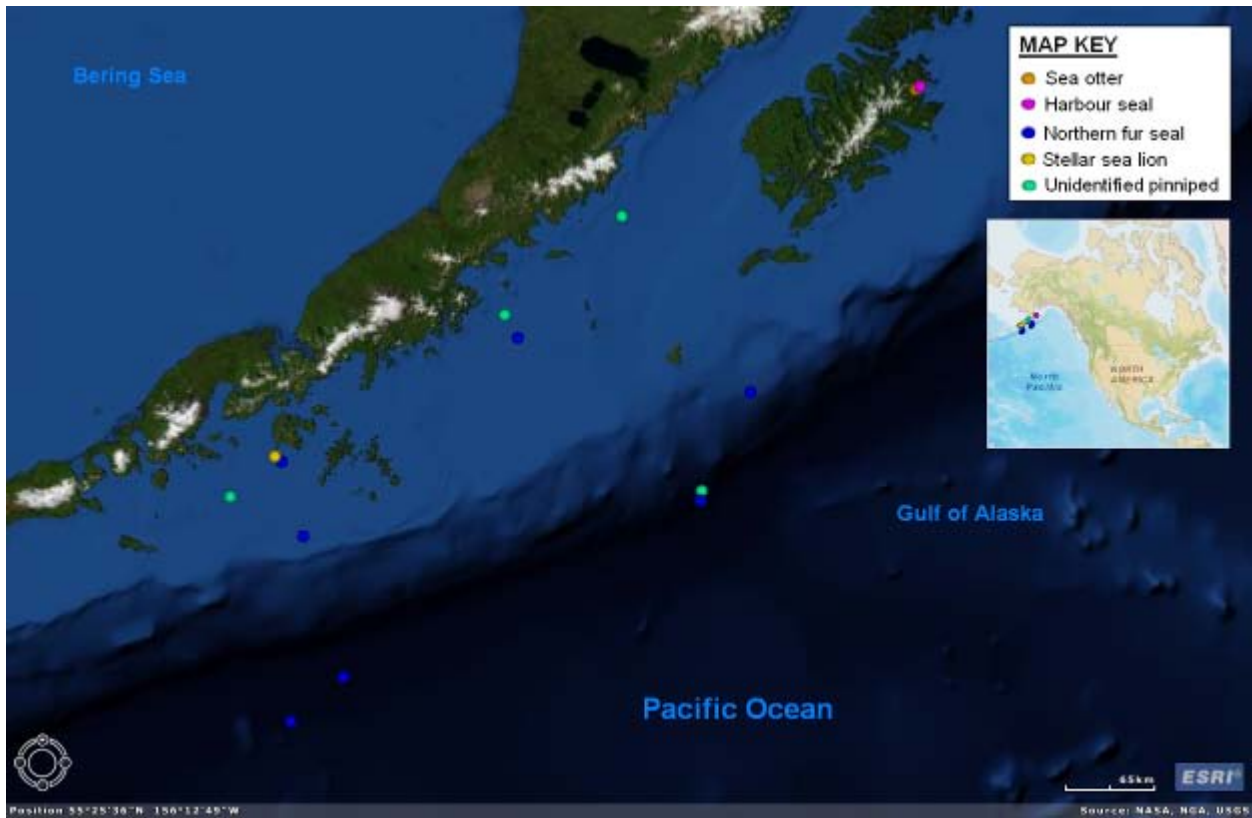 Bering Sea
MAP KEY
Sea otter
Harbour seal
Northern fur seal
Stellar sea lion
Unidentified pinniped
North
Pacific
NORTH
AMERICA
Gulf of Alaska
Pacific Ocean
65km
ESRI
Position 55°25'36"N 156°12'49"W
Source: NASA, NGA, USGS